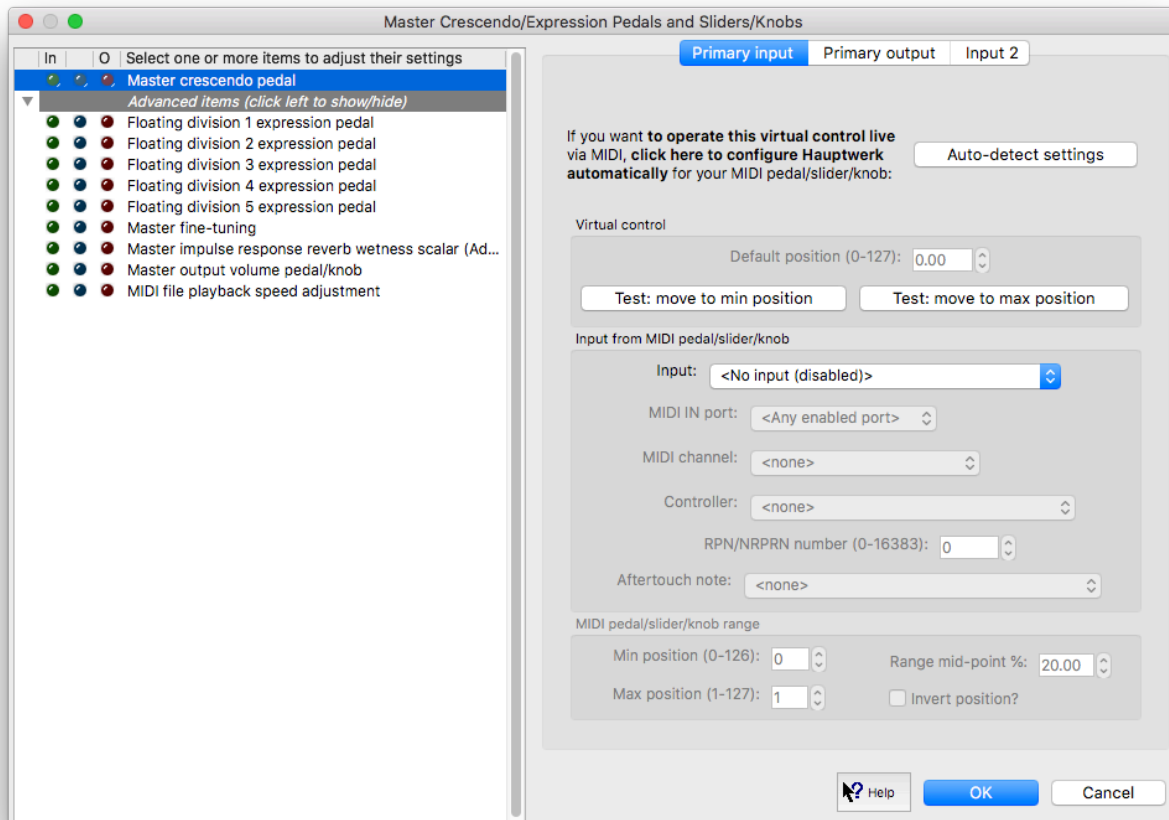 Master Crescendo/Expression Pedals and Sliders/Knobs
In O Select one or more items to adjust their settings
Master crescendo pedal
Advanced items (click left to show/hide)
Floating division 1 expression pedal
Floating division 2 expression pedal
Floating division 3 expression pedal
Floating division 4 expression pedal
Floating division 5 expression pedal
Master fine-tuning
Master impulse response reverb wetness scalar (Ad...
Master output volume pedal/knob
MIDI file playback speed adjustment
Primary input Primary output Input 2
If you want to operate this virtual control live
via MIDI, click here to configure Hauptwerk
automatically for your MIDI pedal/slider/knob:
Auto-detect settings
Virtual control
Default position (0-127): 0.00
Test: move to min position Test: move to max position
Input from MIDI pedal/slider/knob
Input: <No input (disabled)>
MIDI IN port: <Any enabled port>
MIDI channel: <none>
Controller: <none>
RPN/NRPRN number (0-16383): 0
Aftertouch note: <none>
MIDI pedal/slider/knob range
Min position (0-126): 0 Range mid-point %: 20.00
Max position (1-127): 1 Invert position?
Help OK Cancel